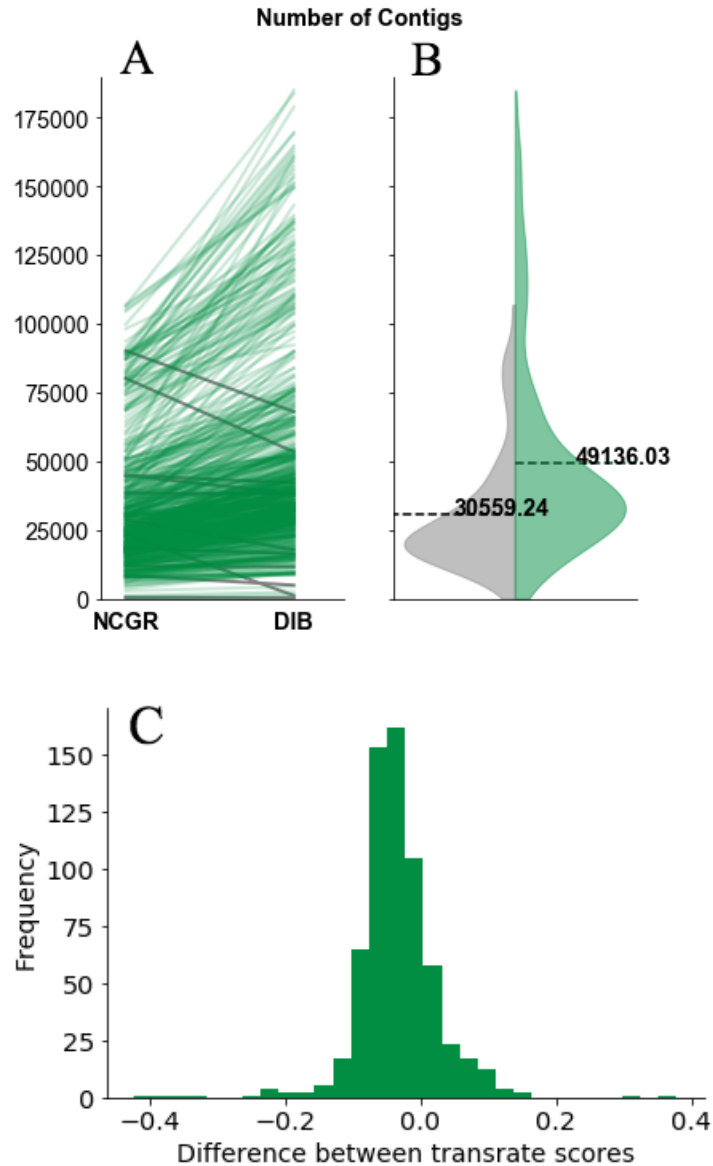 Number of Contigs
A
B
175000
150000
125000
100000
75000
50000
25000
0
NCGR
DIB
49136.03
30559.24
C
150
125
100
75
50
25
0
Frequency
−0.4
−0.2
0.0
0.2
0.4
Difference between transrate scores